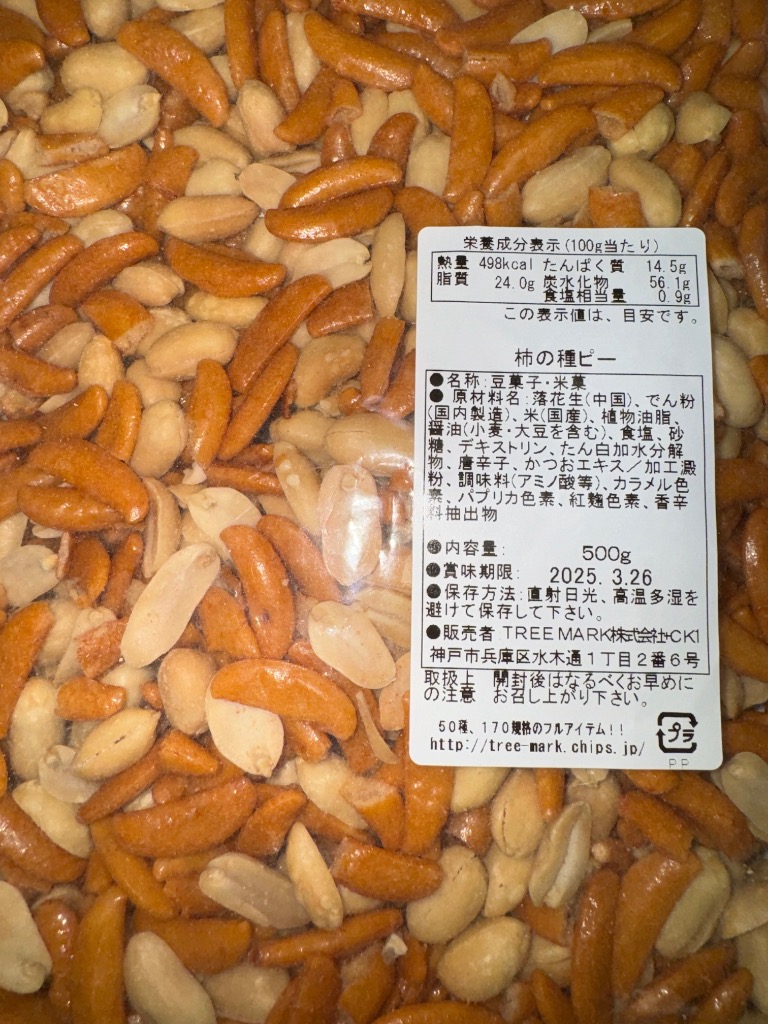 栄養成分表示(100g当たり)
熱量 498kcal たんぱく質 14.5g
脂質 24.0g 炭水化物 56.1g
食塩相当量 0.9g
この表示値は、目安です。
柿の種ピー
●名称:豆菓子・米菓
● 原材料名:落花生(中国)、でん粉
(国内製造)、米(国産)、植物油脂、
醤油(小麦・大豆を含む)、食塩、砂
糖、デキストリン、たん白加水分解
物、唐辛子、かつおエキス/加工澱
粉、調味料(アミノ酸等)、カラメル色
素、パプリカ色素、紅麹色素、香辛
料抽出物
●内容量: 500g
●賞味期限: 2025.3.26
●保存方法:直射日光、高温多湿を
避けて保存して下さい。
●販売者 TREE MARK株式会社+CK1
神戸市兵庫区水木通1丁目2番6号
取扱上 開封後はなるべくお早めに
の注意 お召し上がり下さい。
50種、170規格のフルアイテム!!
http://tree-mark.chips.jp/
プラ
PP